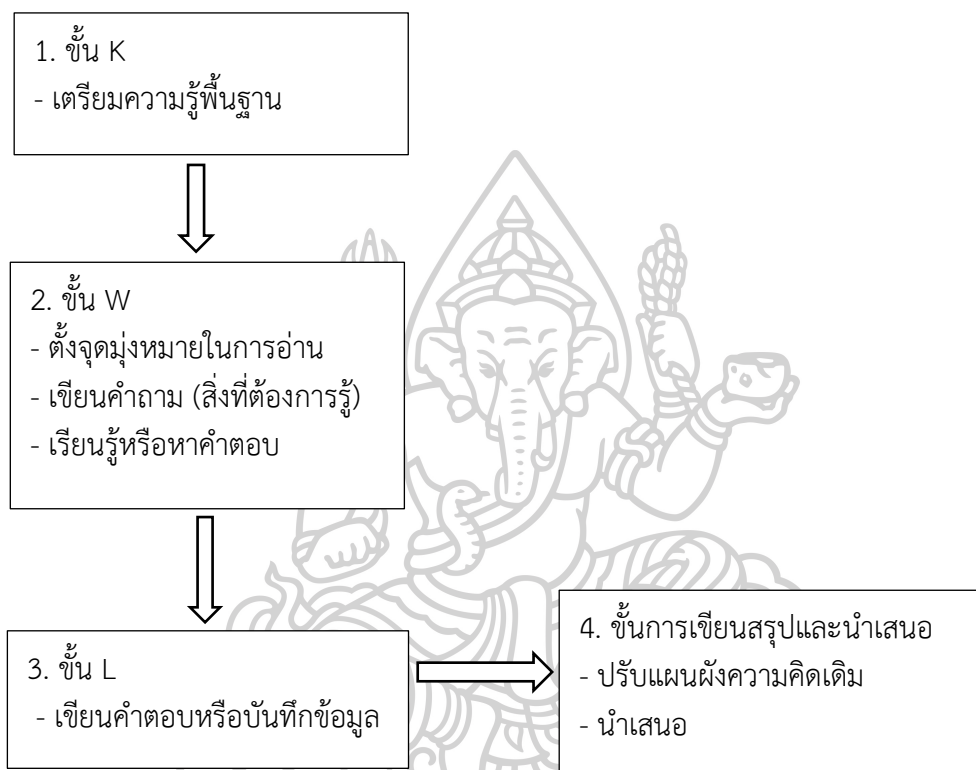 1. ขั้น K
- เตรียมความรู้พื้นฐาน
2. ขั้น W
- ตั้งจุดมุ่งหมายในการอ่าน
- เขียนคำถาม (สิ่งที่ต้องการรู้)
- เรียนรู้หรือหาคำตอบ
3. ขั้น L
- เขียนคำตอบหรือบันทึกข้อมูล
4. ขั้นการเขียนสรุปและนำเสนอ
- ปรับแผนผังความคิดเดิม
- นำเสนอ